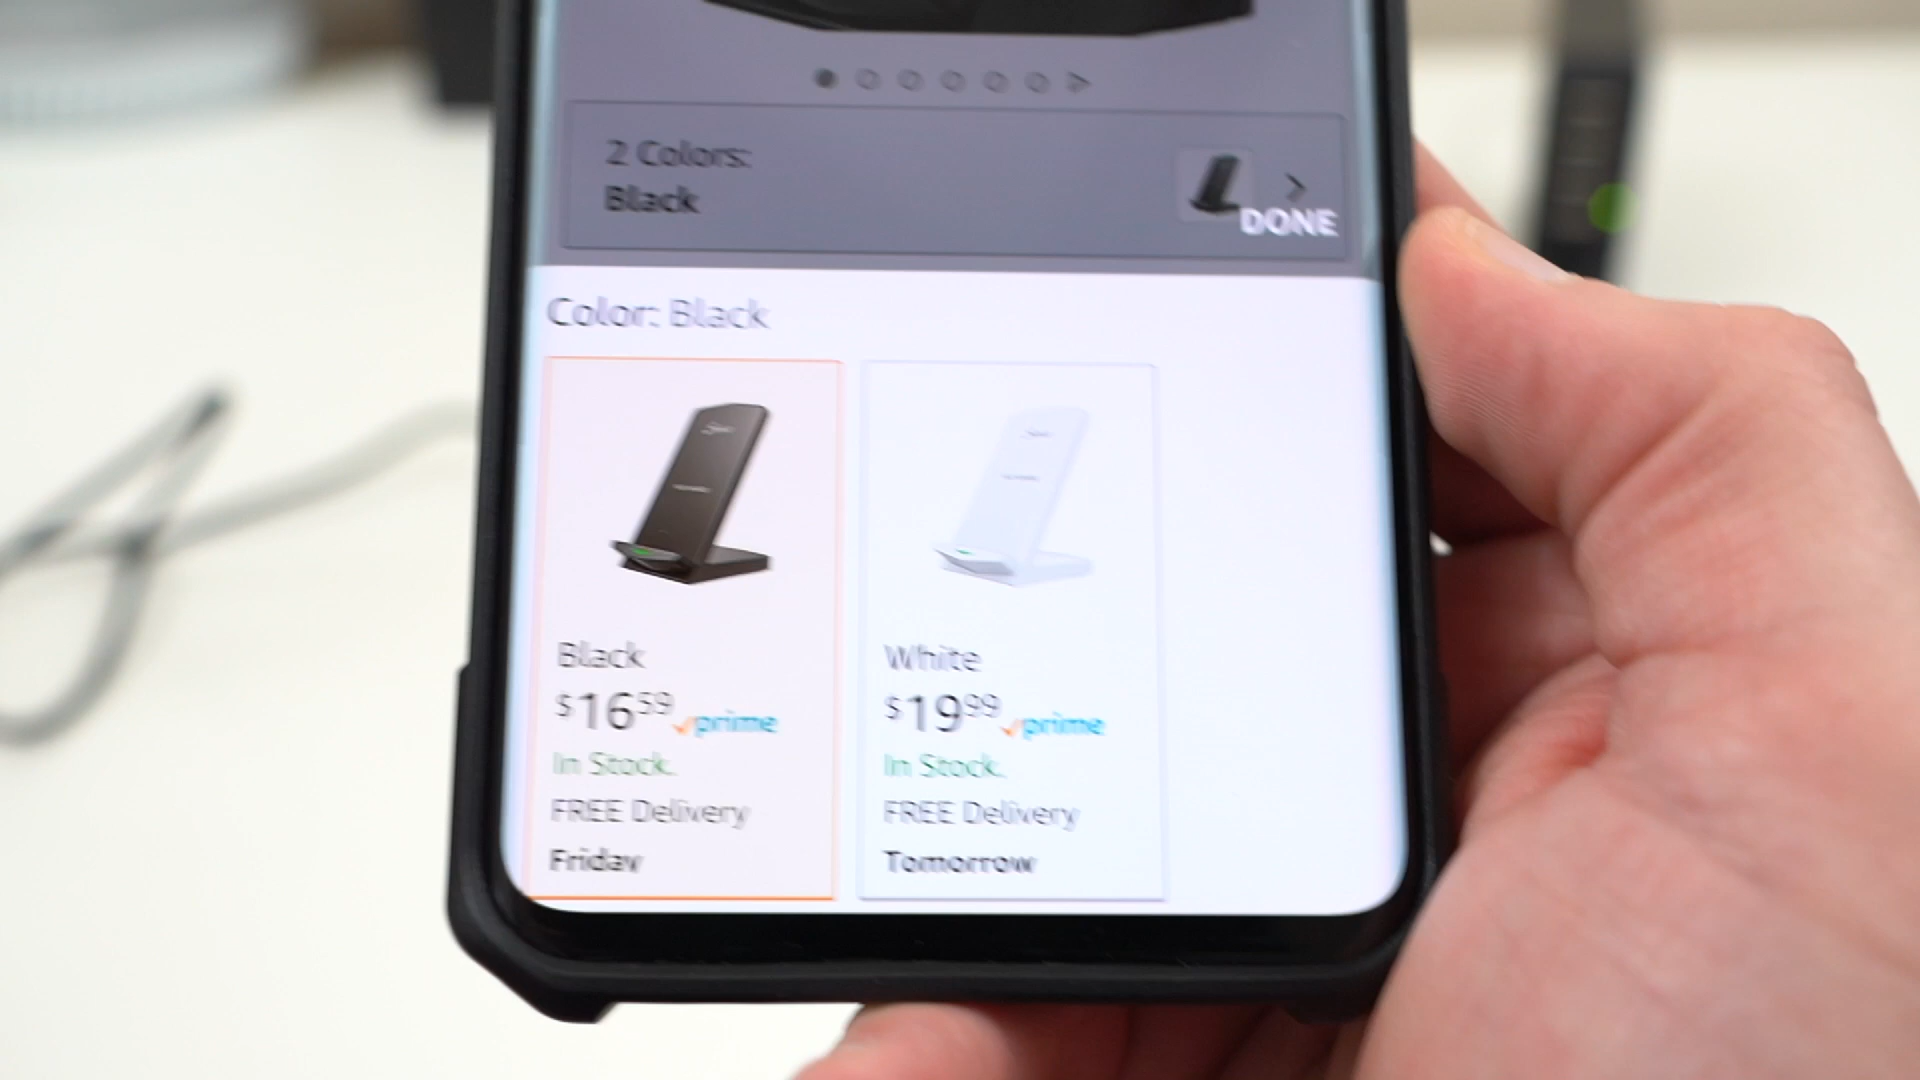 2 Colors:
Black
DONE
Color: Black
Black
$16.59 prime
In Stock.
FREE Delivery
Friday
White
$19.99 prime
In Stock.
FREE Delivery
Tomorrow